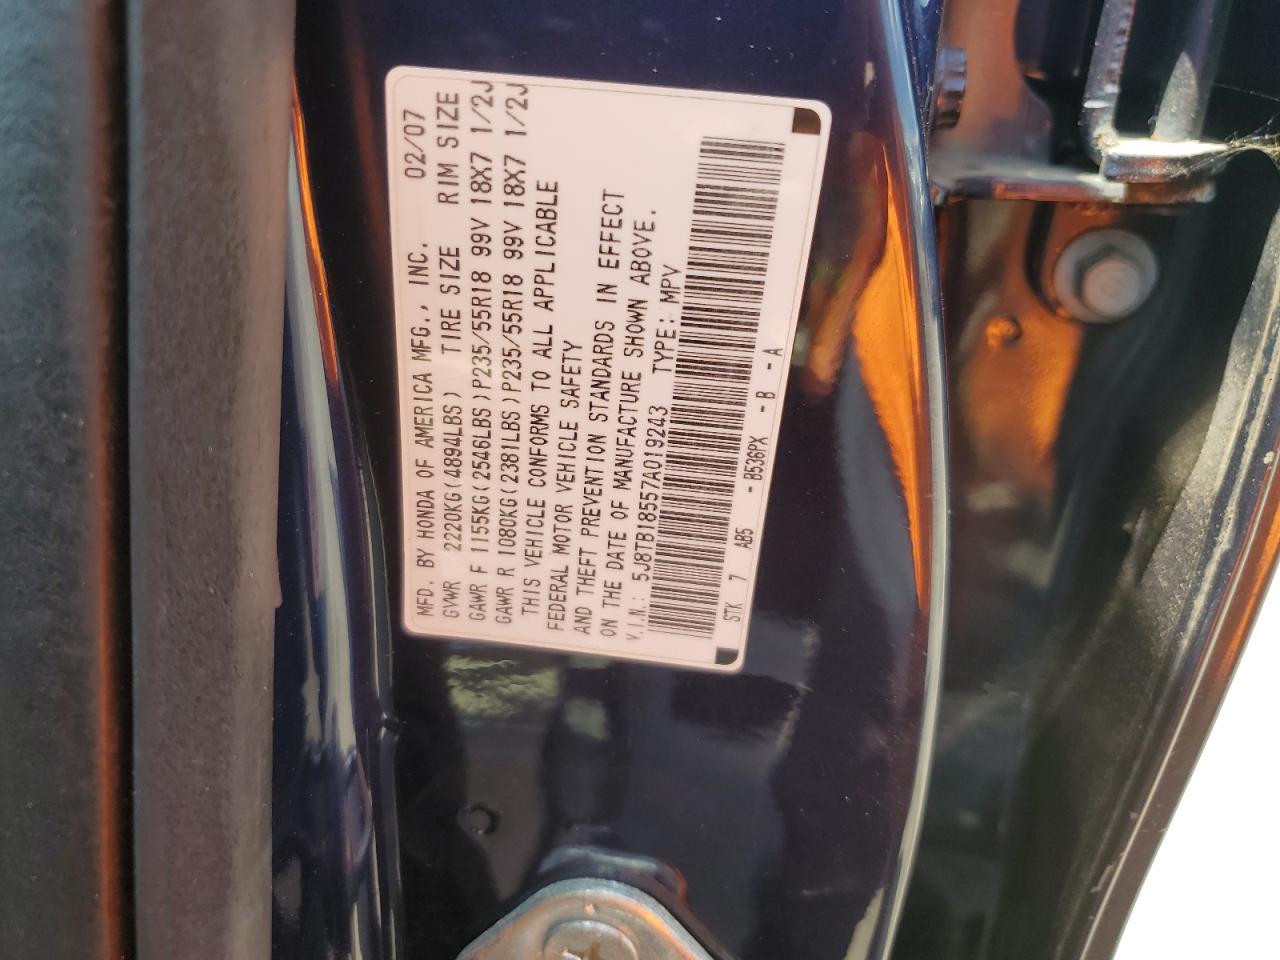 MFD. BY HONDA OF AMERICA MFG., INC. 02/07
GVWR 2220KG(4894LBS) TIRE SIZE RIM SIZE
GAWR F 1155KG(2546LBS)P235/55R18 99V 18X7 1/2J
GAWR R 1080KG(2381LBS)P235/55R18 99V 18X7 1/2J
THIS VEHICLE CONFORMS TO ALL APPLICABLE
FEDERAL MOTOR VEHICLE SAFETY
AND THEFT PREVENTION STANDARDS IN EFFECT
ON THE DATE OF MANUFACTURE SHOWN ABOVE.
V.I.N.: 5J8TB18557A019243 TYPE: MPV
STK 7 AB5 - B536PX - B - A